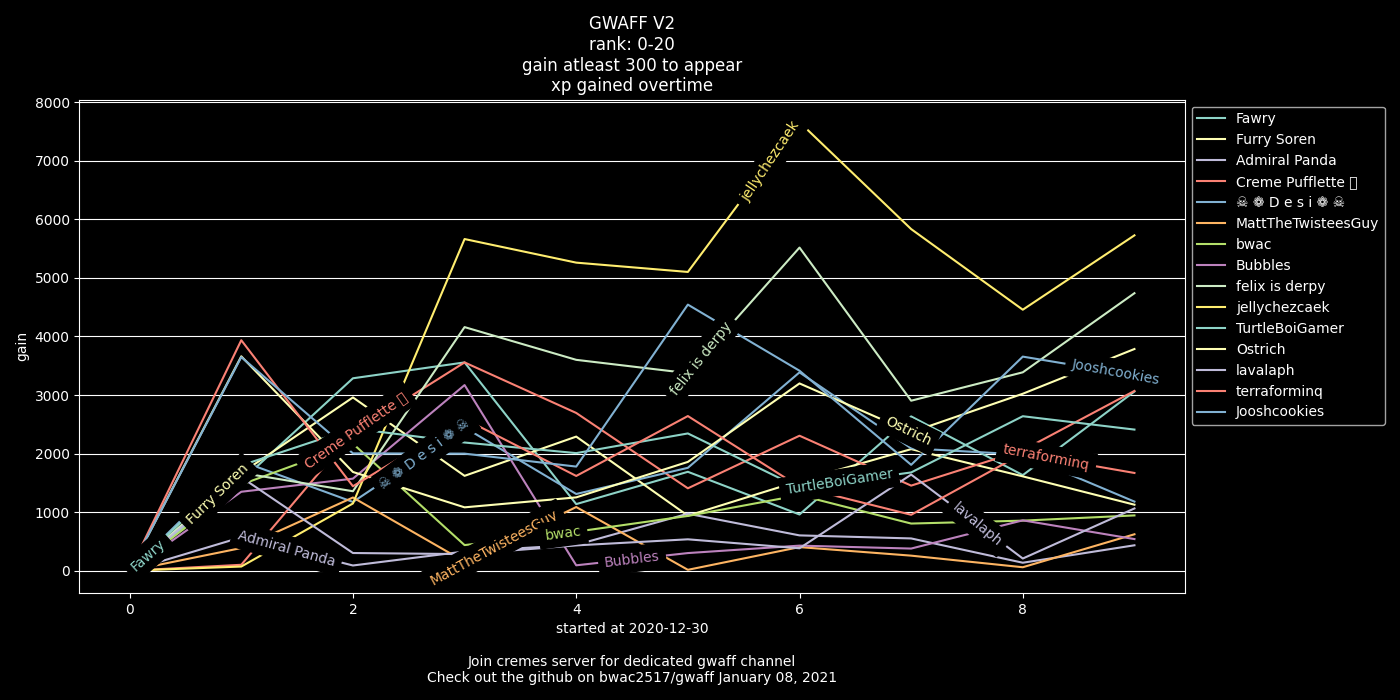 GWAFF V2
rank: 0-20
gain atleast 300 to appear
xp gained overtime
8000
7000
6000
5000
4000
3000
2000
1000
0
gain
0
2
4
6
8
started at 2020-12-30
Join cremes server for dedicated gwaff channel
Check out the github on bwac2517/gwaff January 08, 2021
Fawry
Furry Soren
Admiral Panda
Creme Pufflette
☠ ❁ D e s i ❁ ☠
MattTheTwisteesGuy
bwac
Bubbles
felix is derpy
jellychezcaek
TurtleBoiGamer
Ostrich
lavalaph
terraforminq
Jooshcookies
Fawry
Furry Soren
Admiral Panda
Creme Pufflette
☠ ❁ D e s i ❁ ☠
MattTheTwisteesGuy
bwac
Bubbles
felix is derpy
jellychezcaek
TurtleBoiGamer
Ostrich
lavalaph
terraforminq
Jooshcookies